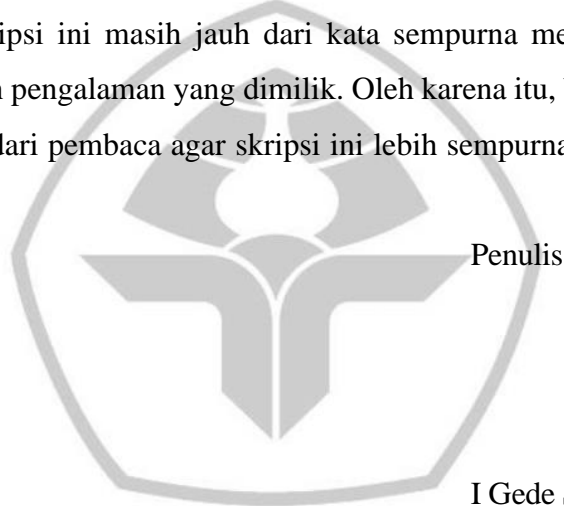 ipsi ini masih jauh dari kata sempurna me
pengalaman yang dimilik. Oleh karena itu,
dari pembaca agar skripsi ini lebih sempurna
Penulis
I Gede